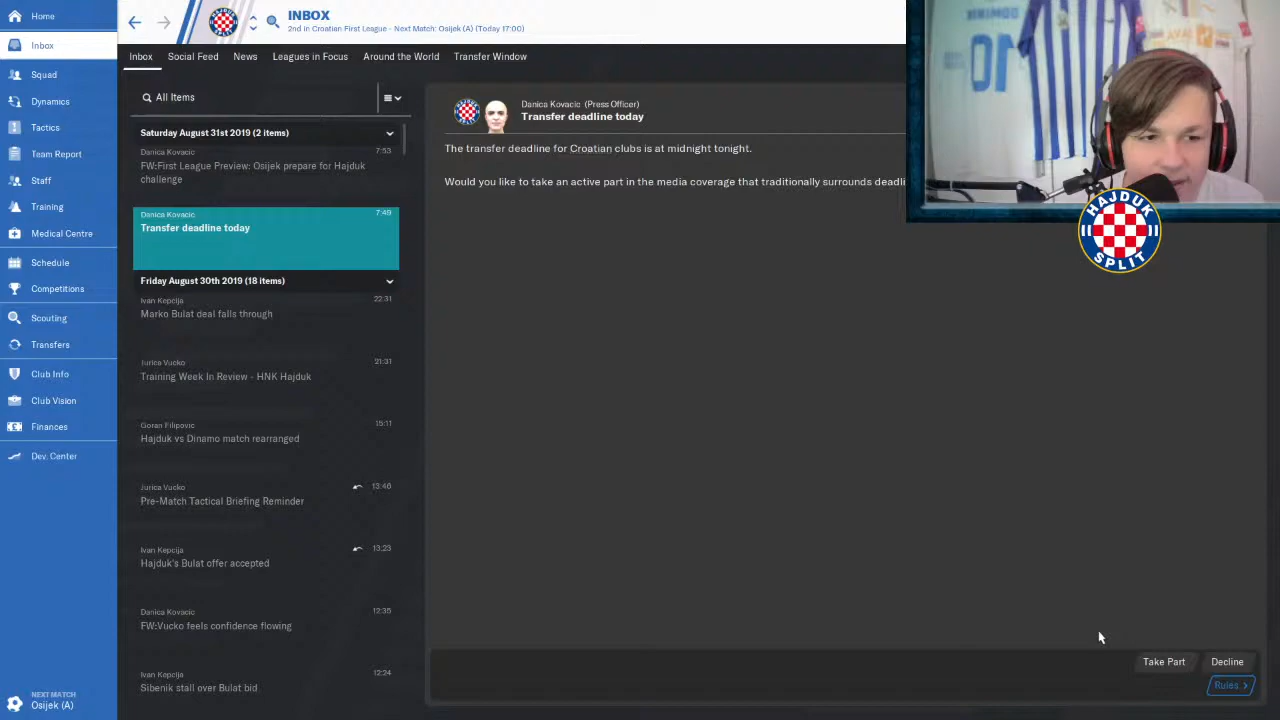 Home
Inbox
Squad
Dynamics
Tactics
Team Report
Staff
Training
Medical Centre
Schedule
Competitions
Scouting
Transfers
Club Info
Club Vision
Finances
Dev. Center
NEXT MATCH
Osijek (A)
INBOX
2nd in Croatian First League - Next Match: Osijek (A) (Today 17:00)
Inbox
Social Feed
News
Leagues in Focus
Around the World
Transfer Window
All Items
Saturday August 31st 2019 (2 items)
Danica Kovacic 7:53
FW:First League Preview: Osijek prepare for Hajduk
challenge
Danica Kovacic 7:49
Transfer deadline today
Friday August 30th 2019 (18 items)
Ivan Kepcija 22:31
Marko Bulat deal falls through
Jurica Vucko 21:31
Training Week In Review - HNK Hajduk
Goran Filipovic 15:11
Hajduk vs Dinamo match rearranged
Jurica Vucko 13:46
Pre-Match Tactical Briefing Reminder
Ivan Kepcija 13:23
Hajduk's Bulat offer accepted
Danica Kovacic 12:35
FW:Vucko feels confidence flowing
Ivan Kepcija 12:24
Sibenik stall over Bulat bid
Danica Kovacic (Press Officer)
Transfer deadline today
The transfer deadline for Croatian clubs is at midnight tonight.
Would you like to take an active part in the media coverage that traditionally surrounds deadli
DOMINIK
10
HAJDUK
SPLIT
Take Part
Decline
Rules >